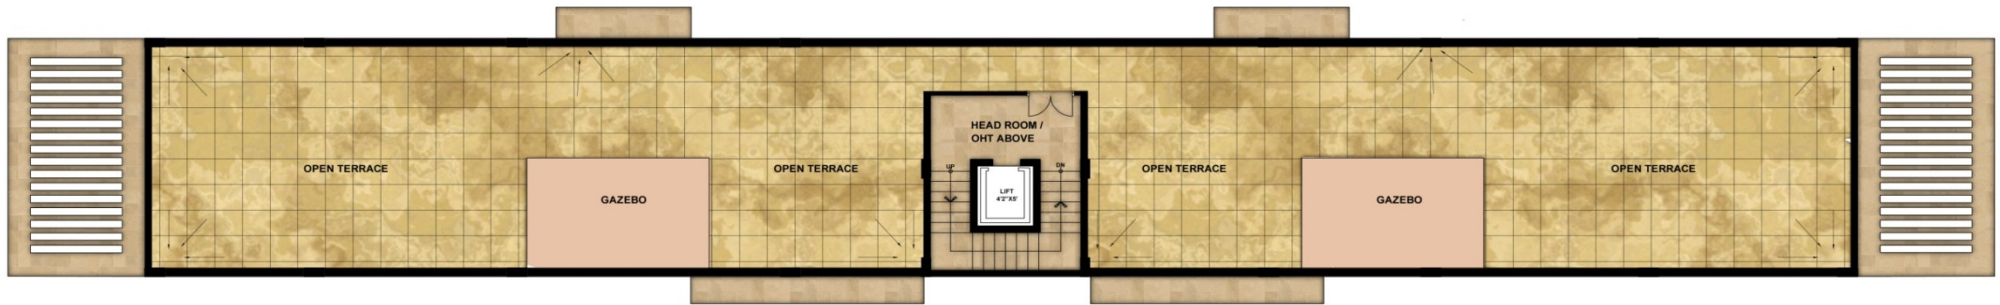 HEAD ROOM /
OHT ABOVE
OPEN TERRACE
OPEN TERRACE
UP
DN
OPEN TERRACE
OPEN TERRACE
GAZEBO
LIFT
4'2"X5'
GAZEBO